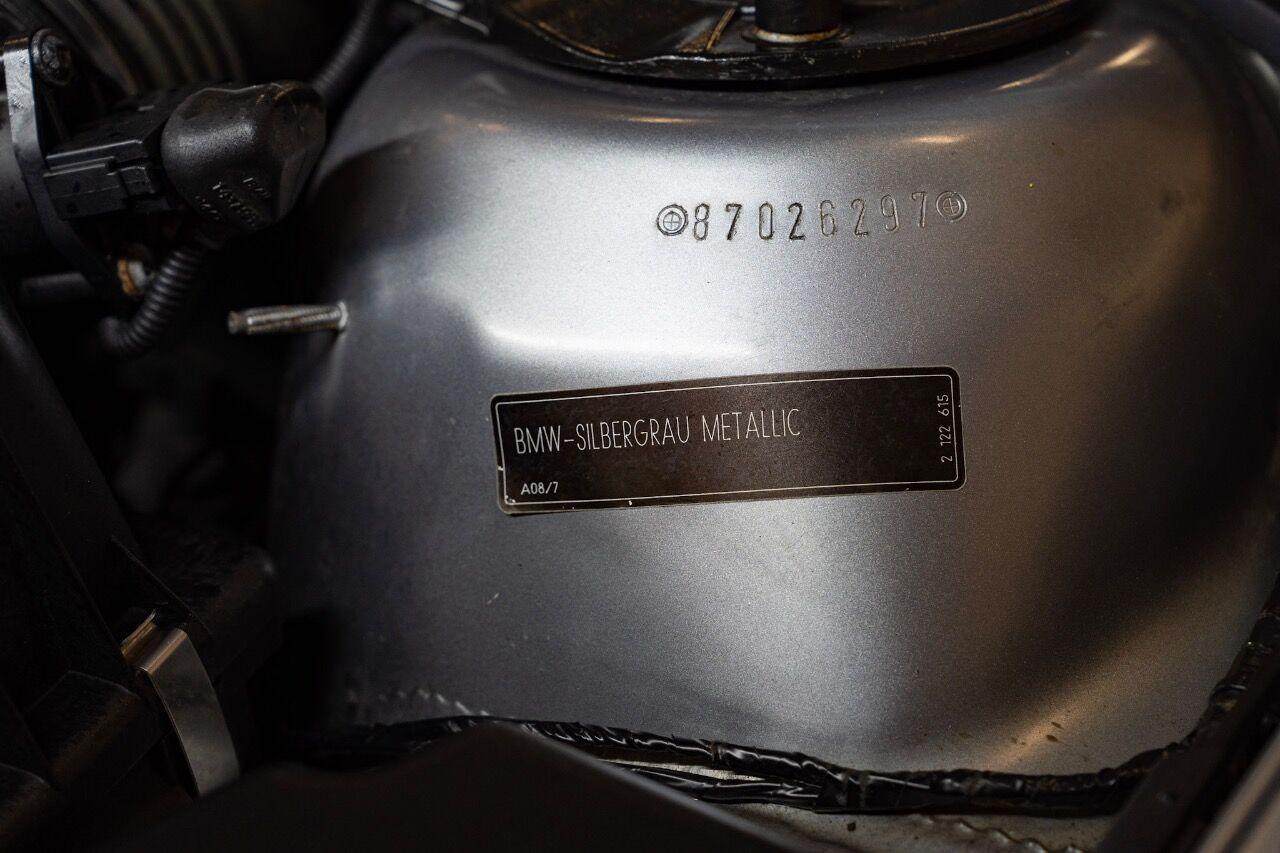 87026297
BMW-SILBERGRAU METALLIC
A08/7
2 122 615